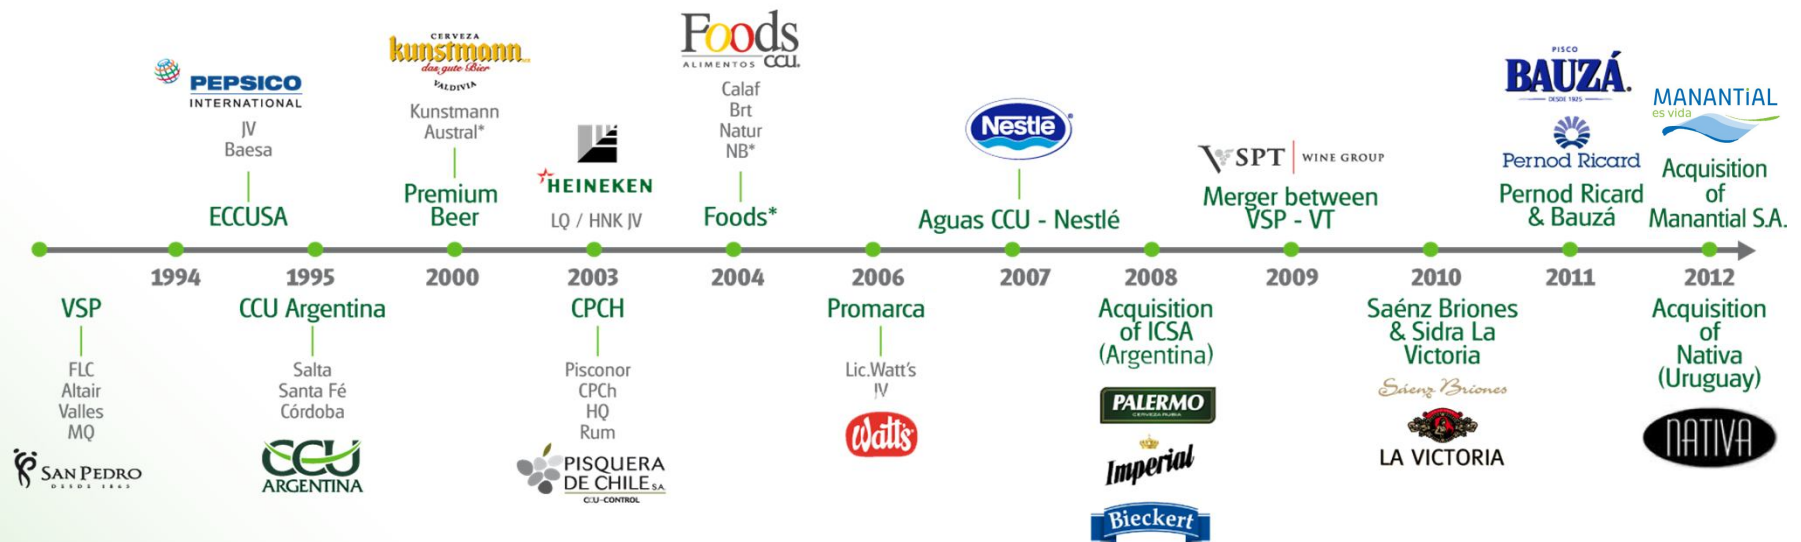 PEPSICO
INTERNATIONAL
JV
Baesa
ECCUSA
CERVEZA
kunstmann
das gute Bier
VALDIVIA
Kunstmann
Austral*
Premium
Beer
HEINEKEN
LQ / HNK JV
Foods
ALIMENTOS CCU.
Calaf
Brt
Natur
NB*
Foods*
Nestlé
Aguas CCU - Nestlé
VSPT WINE GROUP
Merger between
VSP - VT
PISCO
BAUZÁ.
DESDE 1925
Pernod Ricard
Pernod Ricard
& Bauzá
MANANTIAL
es vida
Acquisition
of
Manantial S.A.
1994
1995
2000
2003
2004
2006
2007
2008
2009
2010
2011
2012
VSP
FLC
Altair
Valles
MQ
SAN PEDRO
DESDE 1865
CCU Argentina
Salta
Santa Fé
Córdoba
CCU
ARGENTINA
CPCH
Pisconor
CPCh
HQ
Rum
PISQUERA
DE CHILE S.A.
CCU-CONTROL
Promarca
Lic.Watt's
JV
Watt's
Acquisition
of ICSA
(Argentina)
PALERMO
CERVEZA RUBIA
Imperial
Bieckert
Saénz Briones
& Sidra La
Victoria
Sáenz Briones
LA VICTORIA
Acquisition
of
Nativa
(Uruguay)
NATIVA